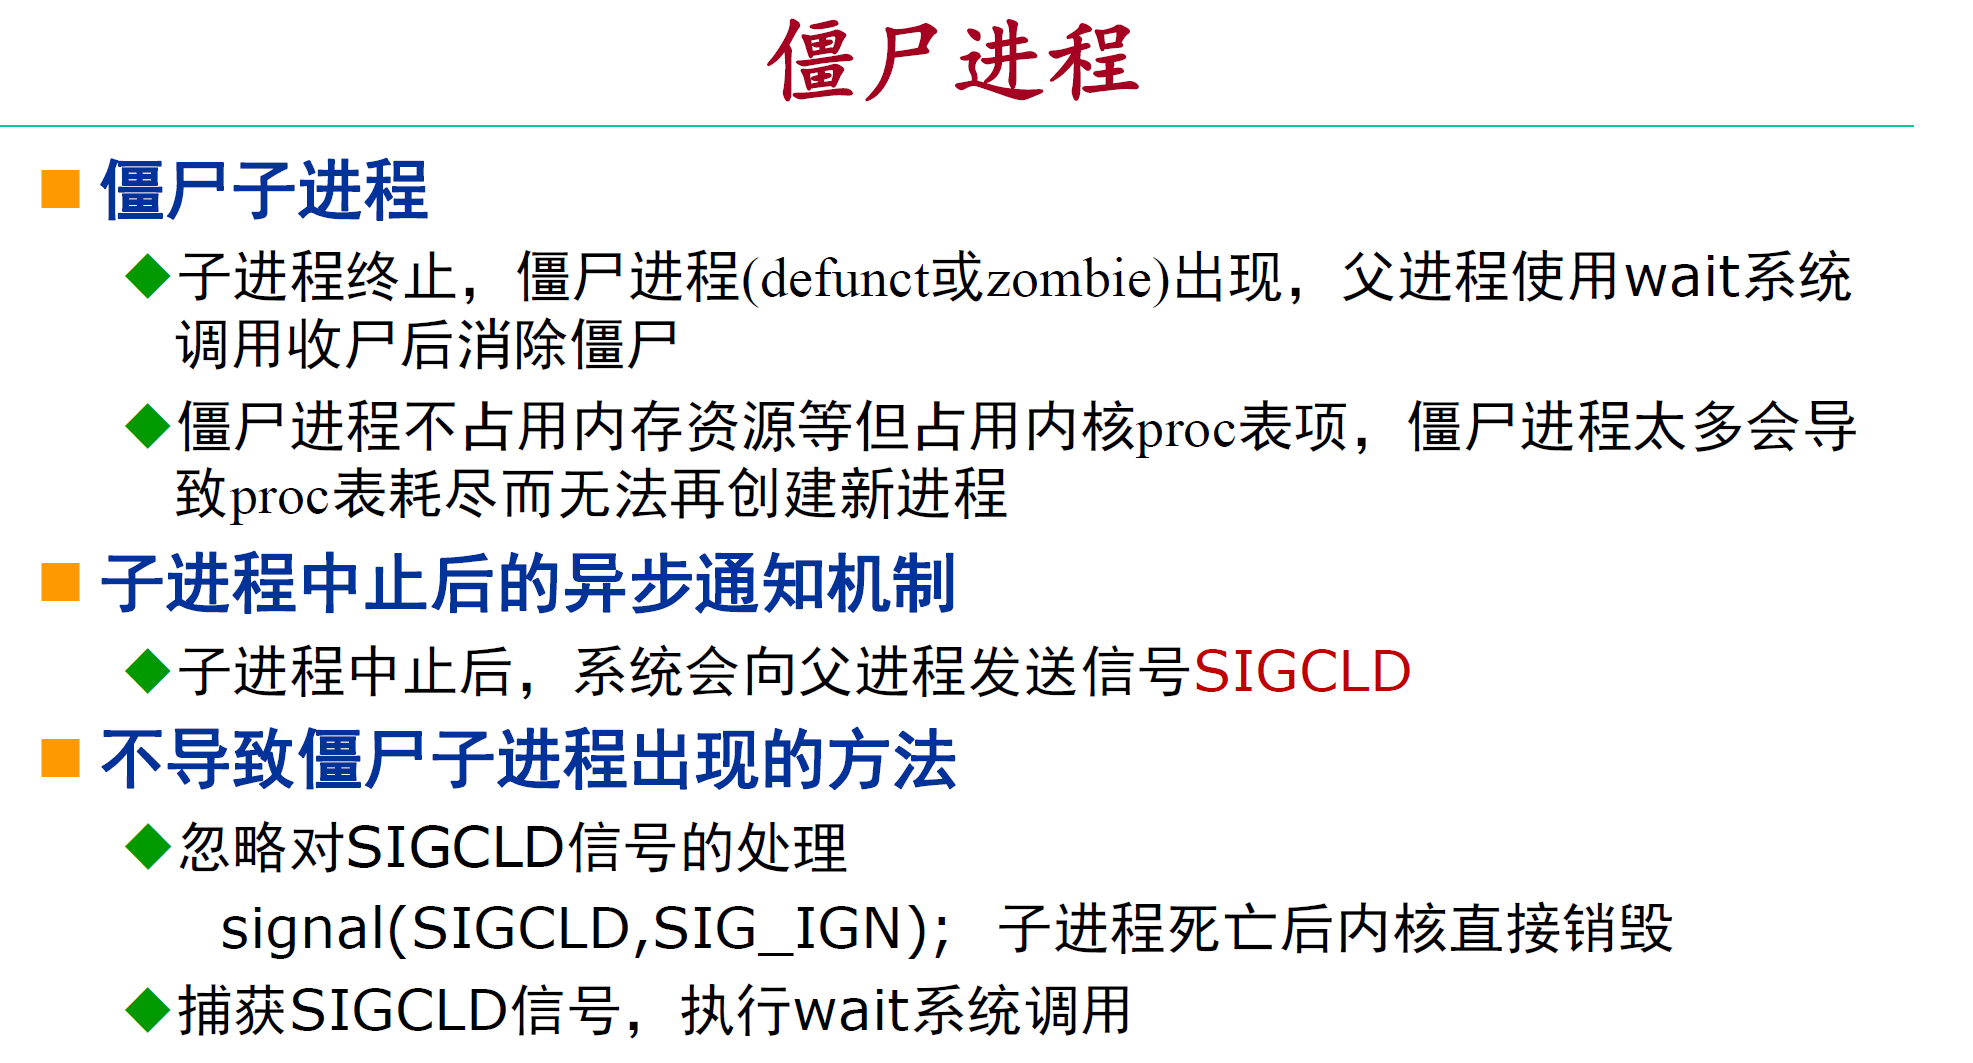 僵尸进程
僵尸子进程
子进程终止，僵尸进程(defunct或zombie)出现，父进程使用wait系统
调用收尸后消除僵尸
僵尸进程不占用内存资源等但占用内核proc表项，僵尸进程太多会导
致proc表耗尽而无法再创建新进程
子进程中止后的异步通知机制
子进程中止后，系统会向父进程发送信号SIGCLD
不导致僵尸子进程出现的方法
忽略对SIGCLD信号的处理
signal(SIGCLD,SIG_IGN); 子进程死亡后内核直接销毁
捕获SIGCLD信号，执行wait系统调用